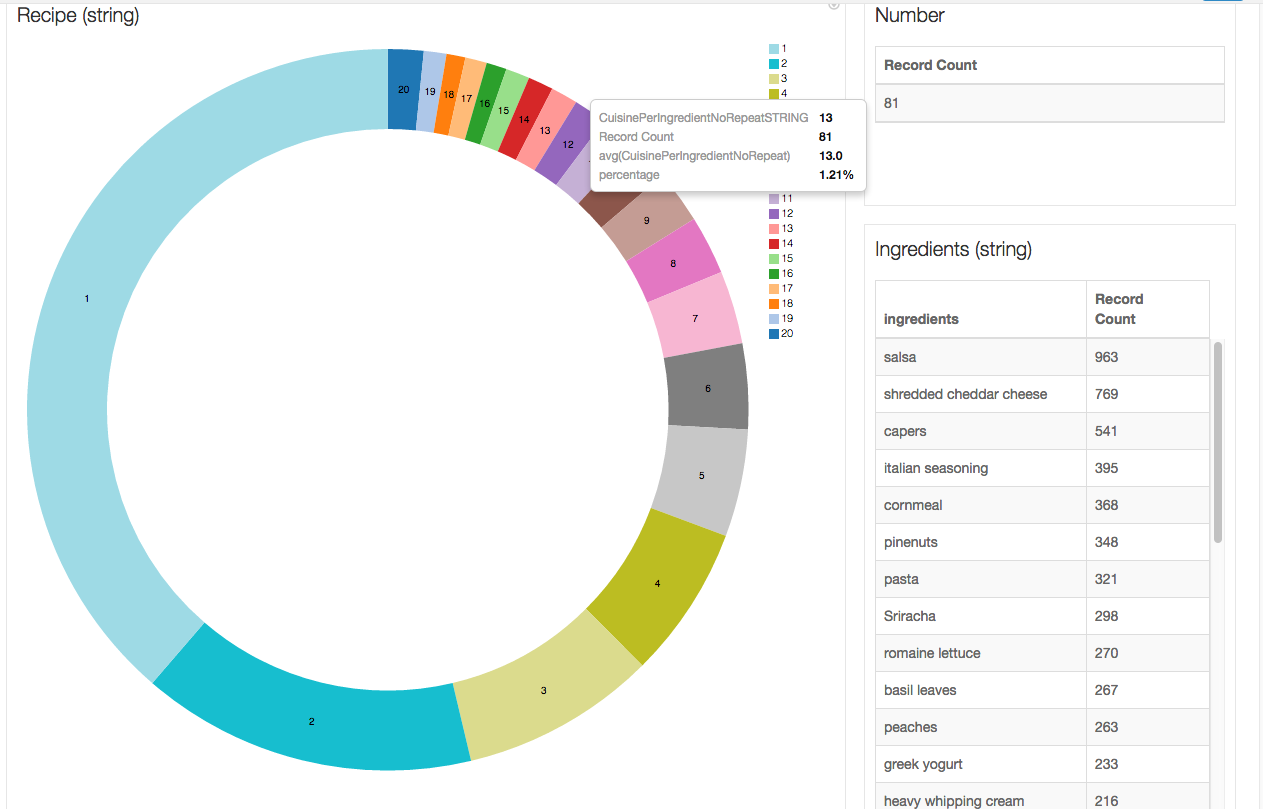 Recipe (string)
20
19
18
17
16
15
14
13
12
9
8
7
6
5
4
3
2
1
1
2
3
4
CuisinePerIngredientNoRepeatSTRING 13
Record Count 81
avg(CuisinePerIngredientNoRepeat) 13.0
percentage 1.21%
11
12
13
14
15
16
17
18
19
20
Number
Record Count
81
Ingredients (string)
ingredients Record Count
salsa 963
shredded cheddar cheese 769
capers 541
italian seasoning 395
cornmeal 368
pinenuts 348
pasta 321
Sriracha 298
romaine lettuce 270
basil leaves 267
peaches 263
greek yogurt 233
heavy whipping cream 216